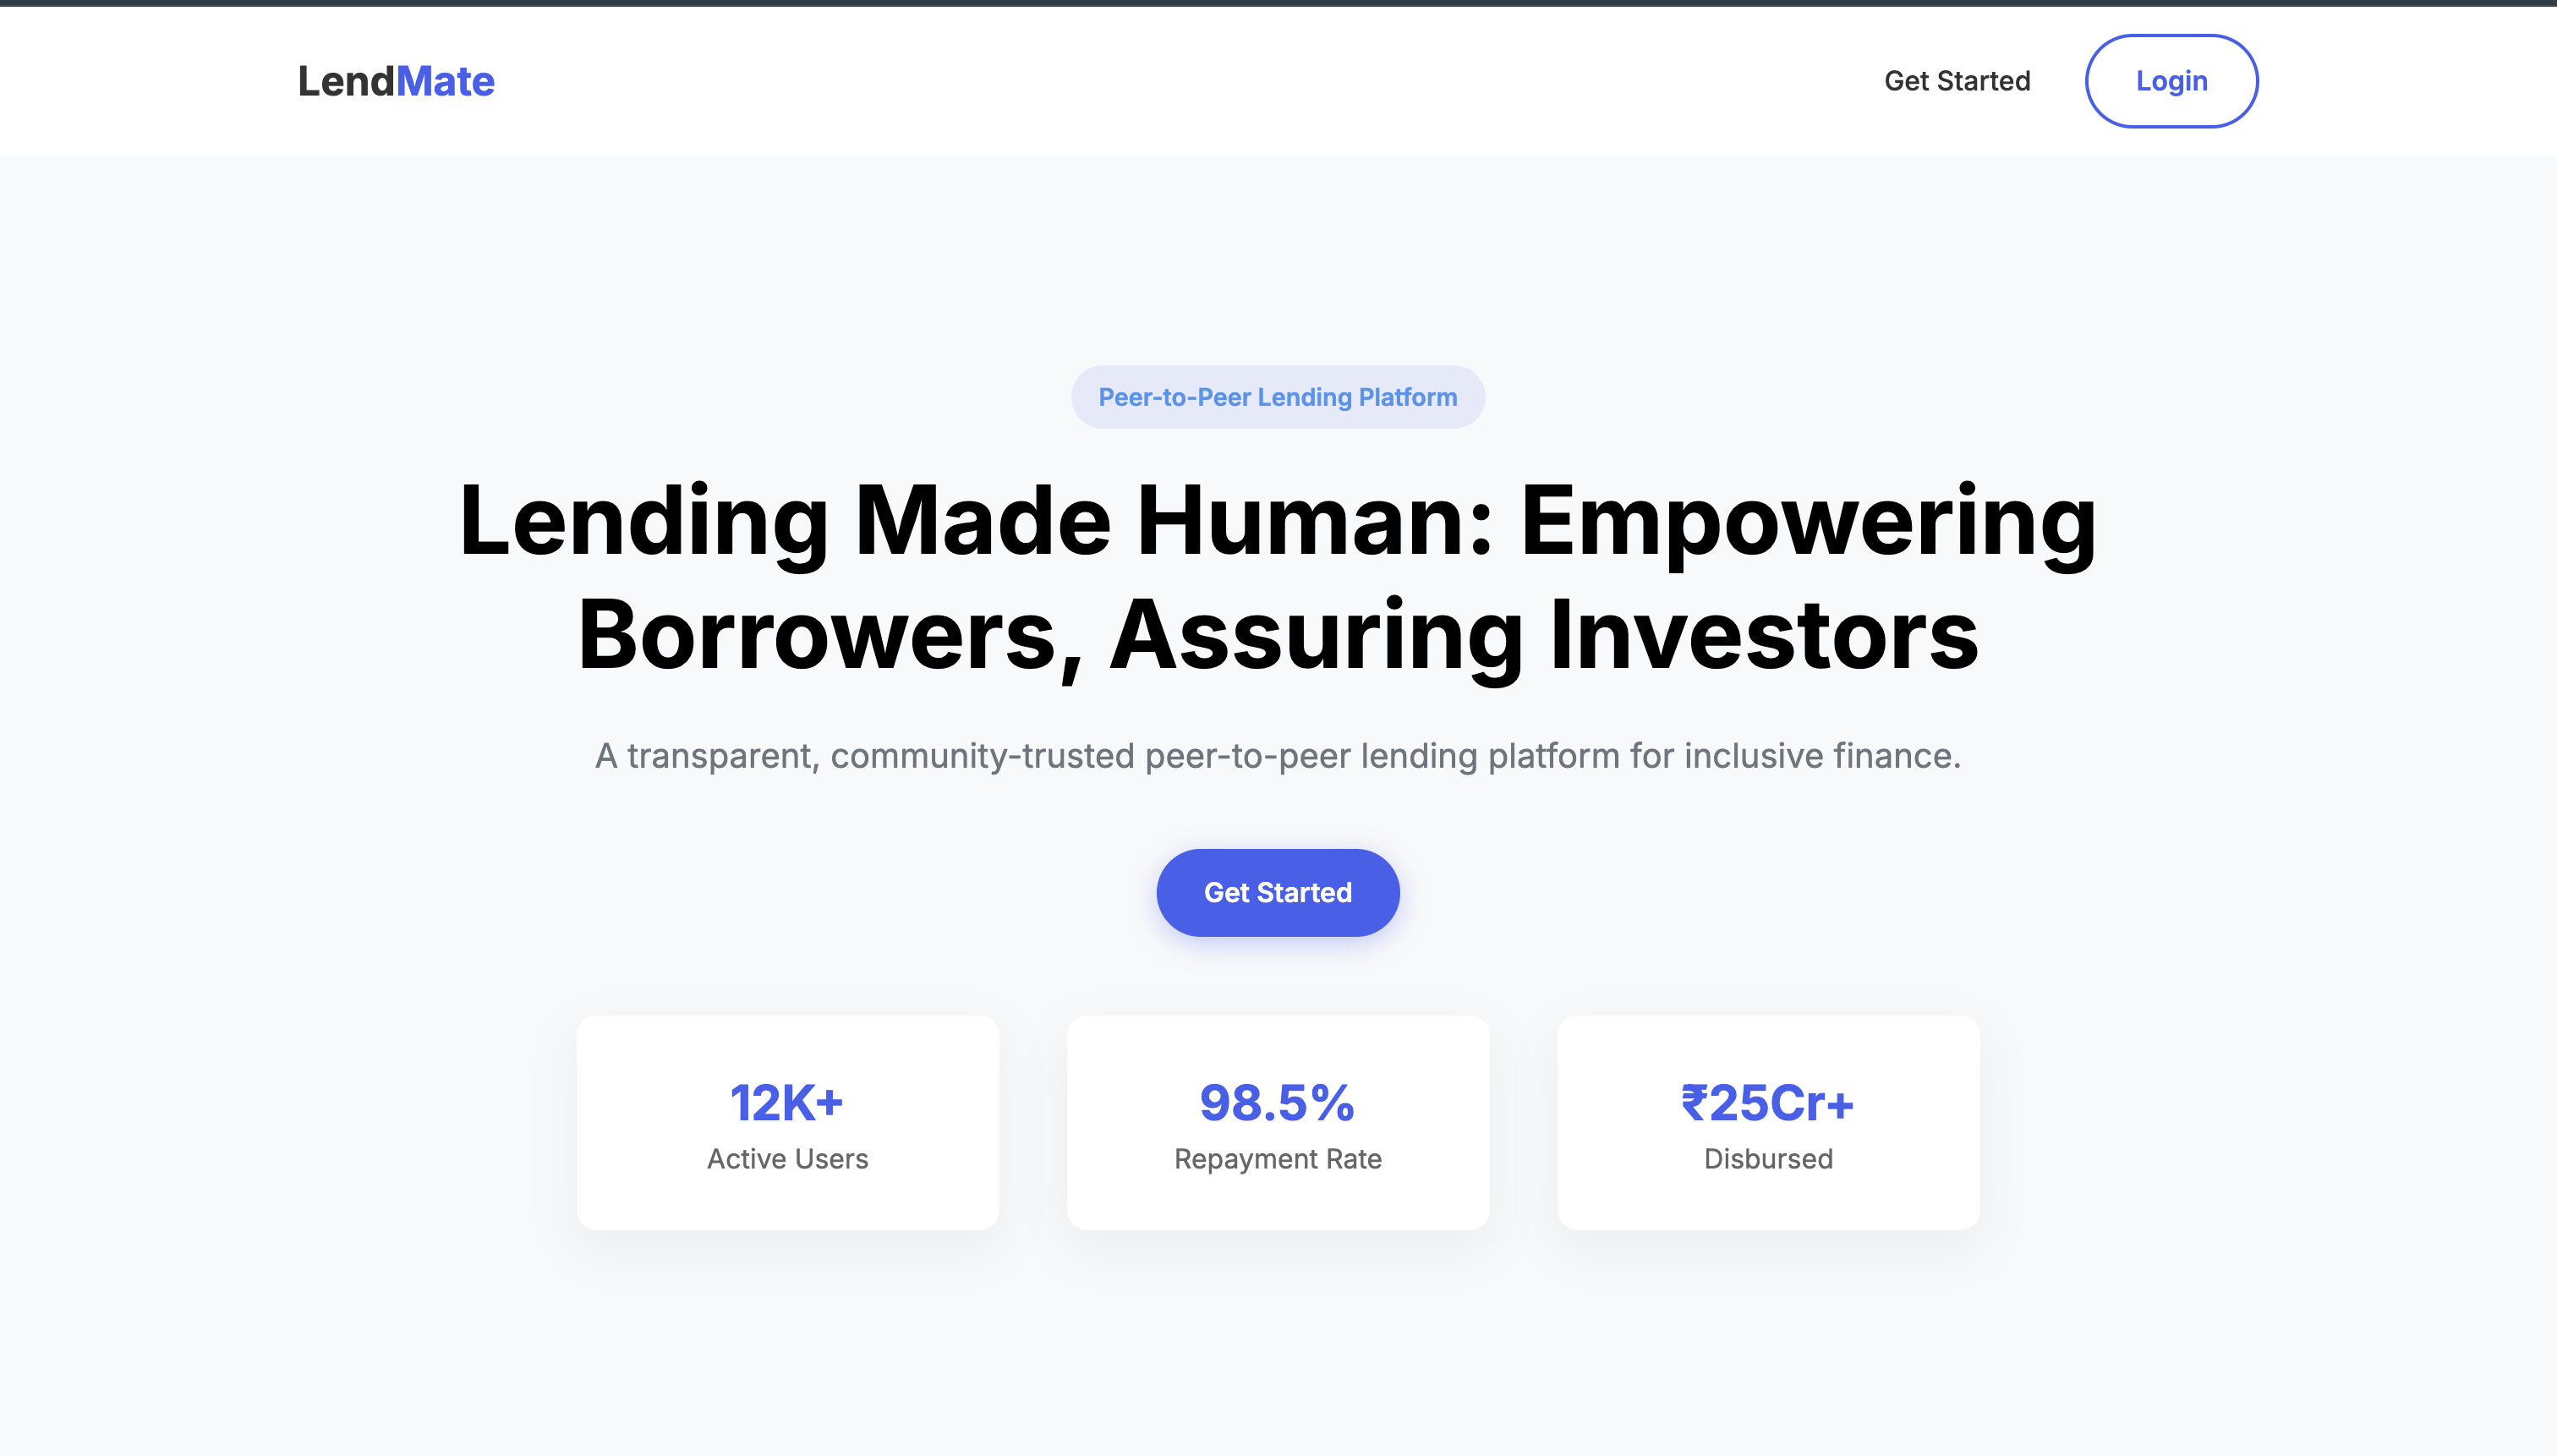 LendMate
Get Started
Login
Peer-to-Peer Lending Platform
Lending Made Human: Empowering
Borrowers, Assuring Investors
A transparent, community-trusted peer-to-peer lending platform for inclusive finance.
Get Started
12K+
Active Users
98.5%
Repayment Rate
₹25Cr+
Disbursed